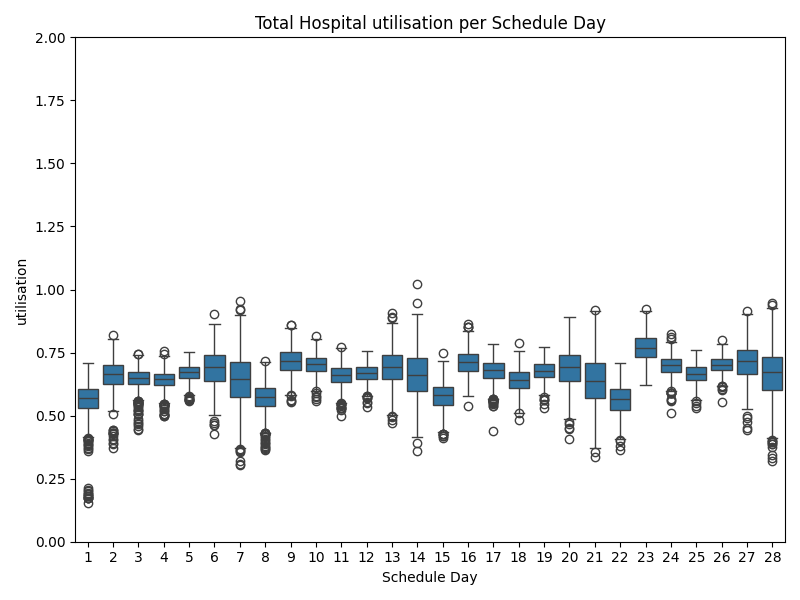 Total Hospital utilisation per Schedule Day
2.00
1.75
1.50
1.25
1.00
0.75
0.50
0.25
0.00
utilisation
1 2 3 4 5 6 7 8 9 10 11 12 13 14 15 16 17 18 19 20 21 22 23 24 25 26 27 28
Schedule Day